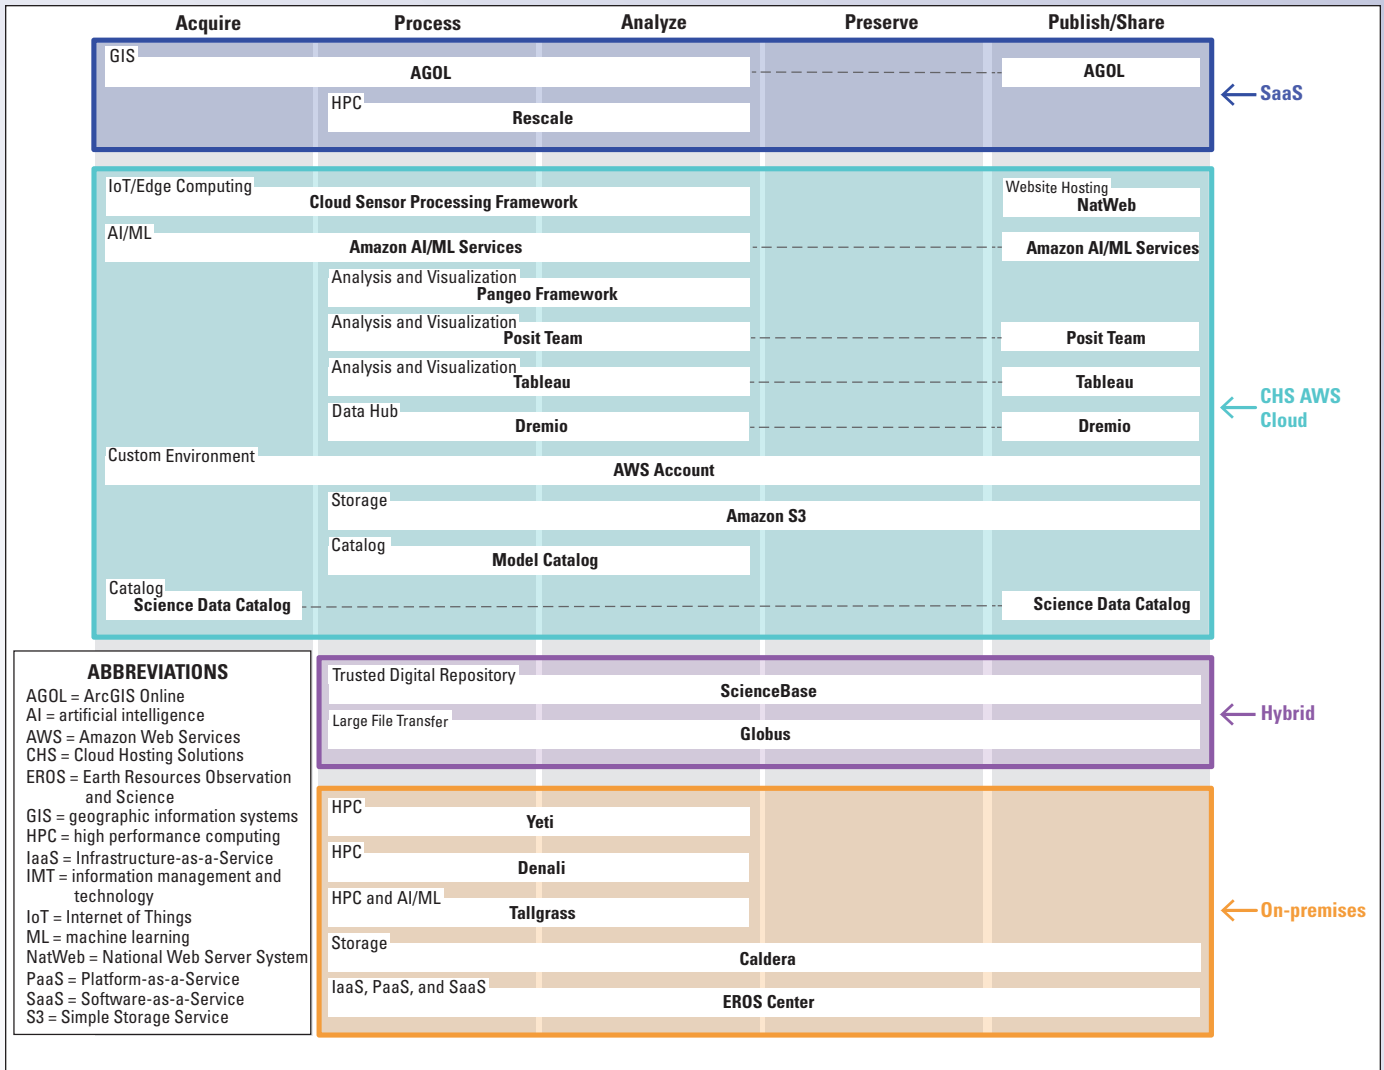 Acquire Process Analyze Preserve Publish/Share
GIS
AGOL AGOL
HPC
Rescale
SaaS
IoT/Edge Computing Website Hosting
Cloud Sensor Processing Framework NatWeb
AI/ML
Amazon AI/ML Services Amazon AI/ML Services
Analysis and Visualization
Pangeo Framework
Analysis and Visualization
Posit Team Posit Team
Analysis and Visualization
Tableau Tableau
Data Hub
Dremio Dremio
CHS AWS
Cloud
Custom Environment
AWS Account
Storage
Amazon S3
Catalog
Model Catalog
Catalog
Science Data Catalog Science Data Catalog
Trusted Digital Repository
ScienceBase
Large File Transfer
Globus
Hybrid
HPC
Yeti
HPC
Denali
HPC and AI/ML
Tallgrass
Storage
Caldera
IaaS, PaaS, and SaaS
EROS Center
On-premises
ABBREVIATIONS
AGOL = ArcGIS Online
AI = artificial intelligence
AWS = Amazon Web Services
CHS = Cloud Hosting Solutions
EROS = Earth Resources Observation
and Science
GIS = geographic information systems
HPC = high performance computing
IaaS = Infrastructure-as-a-Service
IMT = information management and
technology
IoT = Internet of Things
ML = machine learning
NatWeb = National Web Server System
PaaS = Platform-as-a-Service
SaaS = Software-as-a-Service
S3 = Simple Storage Service